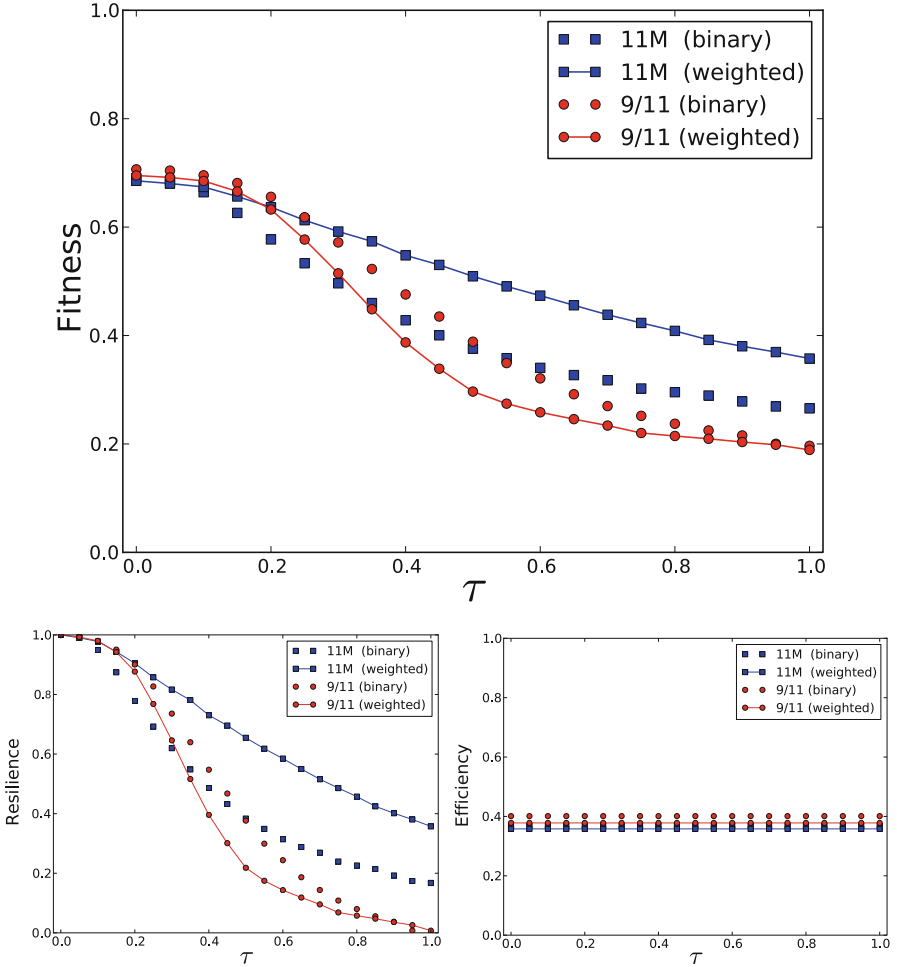 1.0
0.8
0.6
0.4
0.2
0.0
Fitness
11M (binary)
11M (weighted)
9/11 (binary)
9/11 (weighted)
0.0 0.2 0.4 0.6 0.8 1.0
τ
1.0
0.8
0.6
0.4
0.2
0.0
Resilience
11M (binary)
11M (weighted)
9/11 (binary)
9/11 (weighted)
0.0 0.2 0.4 0.6 0.8 1.0
τ
1.0
0.8
0.6
0.4
0.2
0.0
Efficiency
11M (binary)
11M (weighted)
9/11 (binary)
9/11 (weighted)
0.0 0.2 0.4 0.6 0.8 1.0
τ